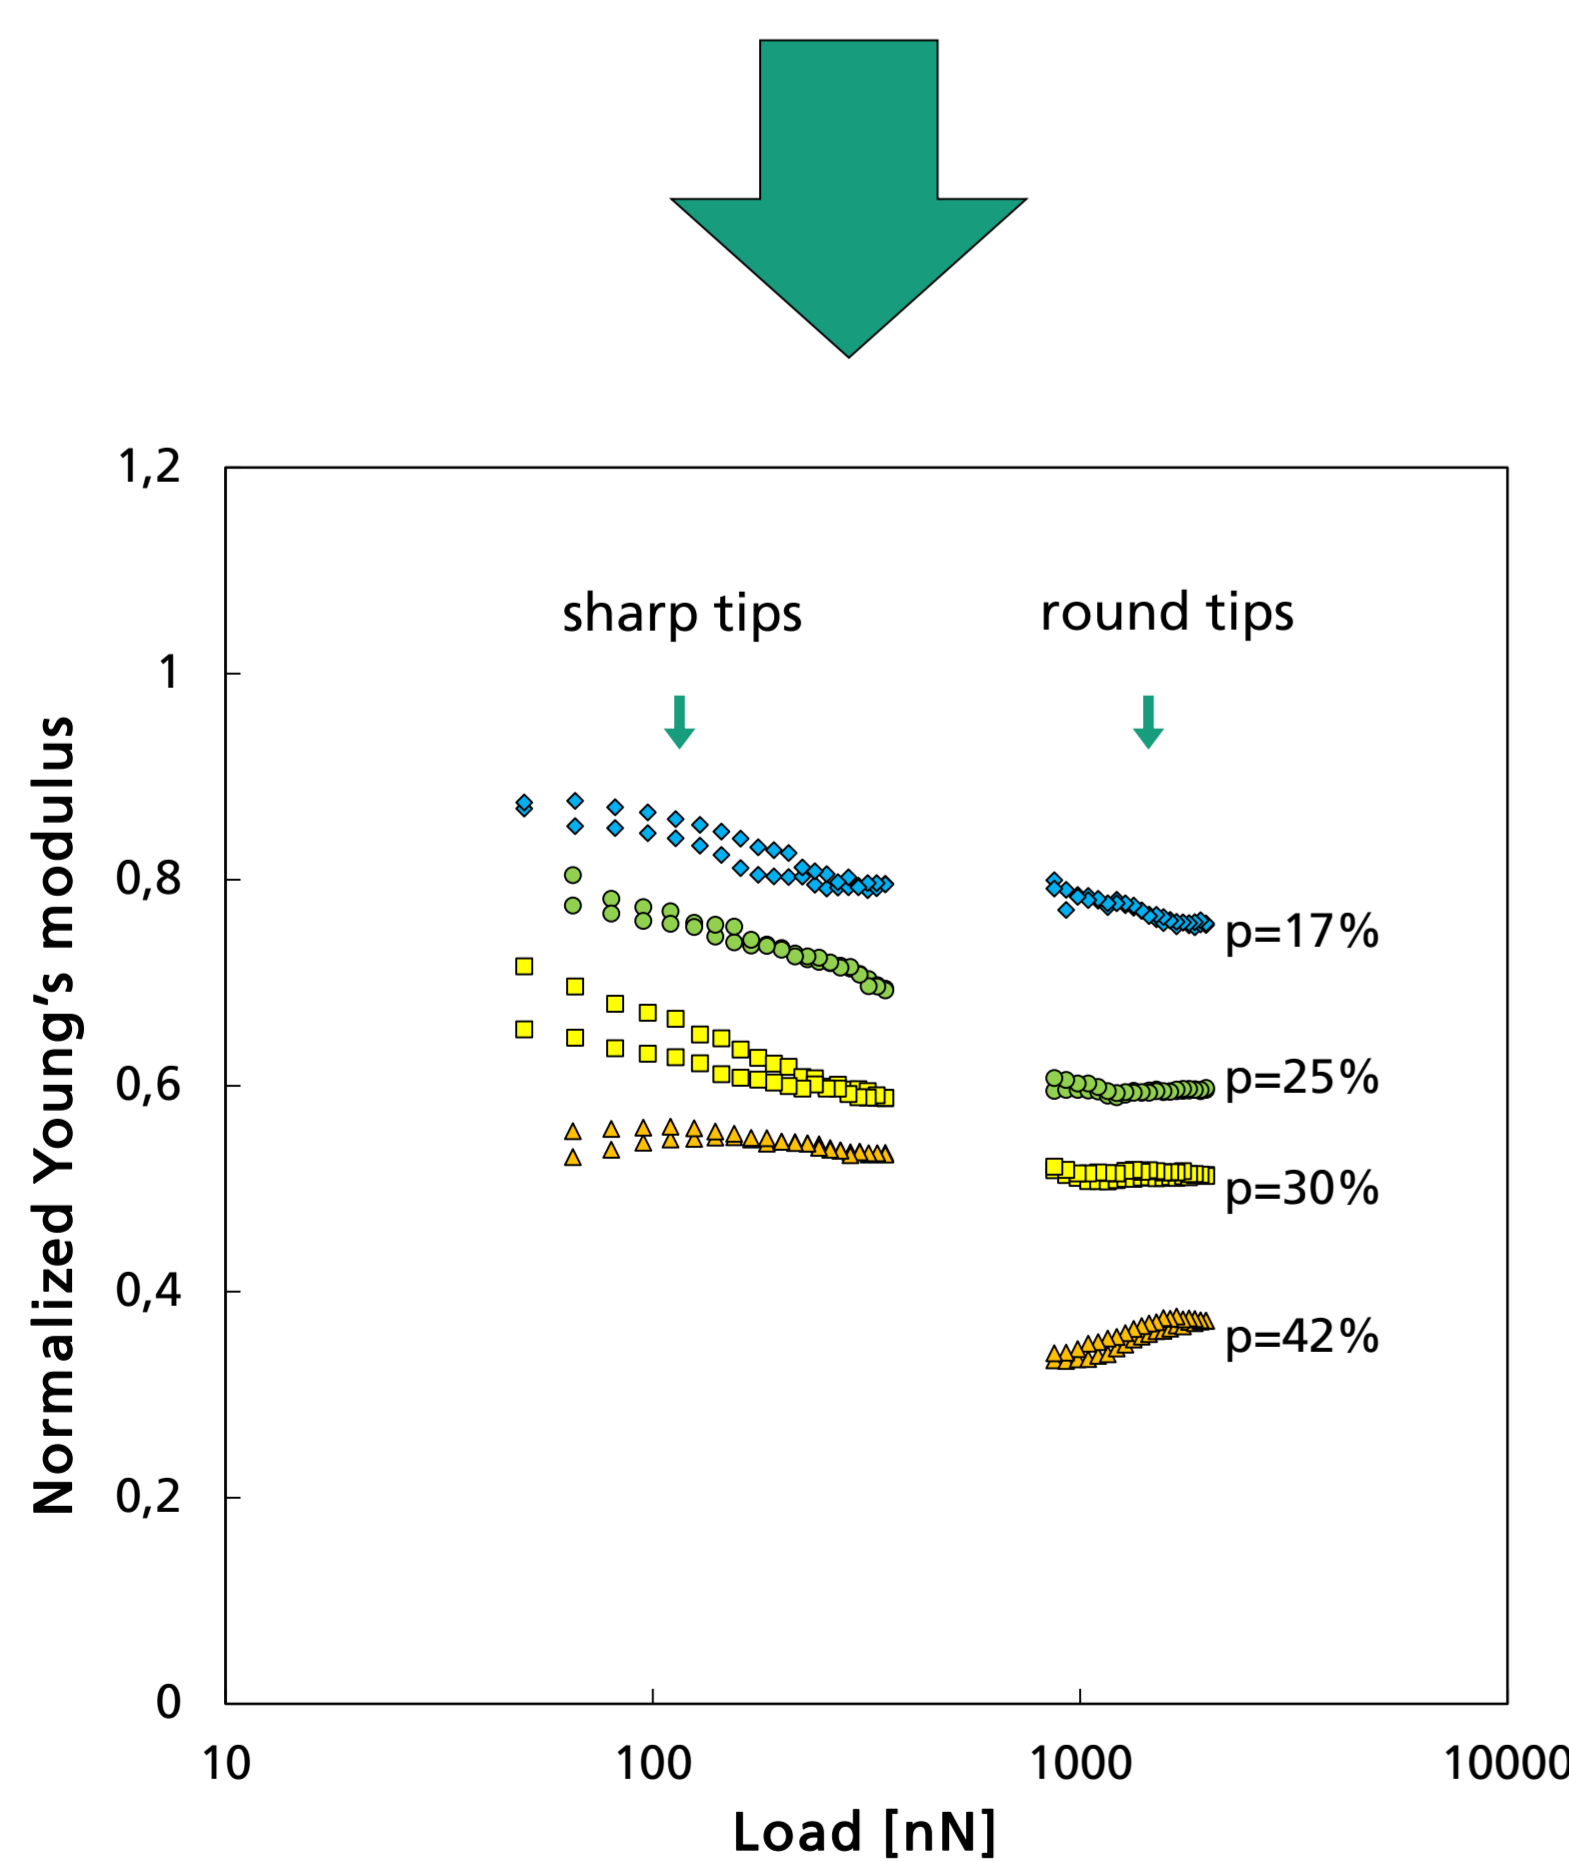 1,2
sharp tips
round tips
1
0,8
p=17%
0,6
p=25%
p=30%
0,4
p=42%
0,2
0
10
100
1000
10000
Load [nN]
Normalized Young‘s modulus